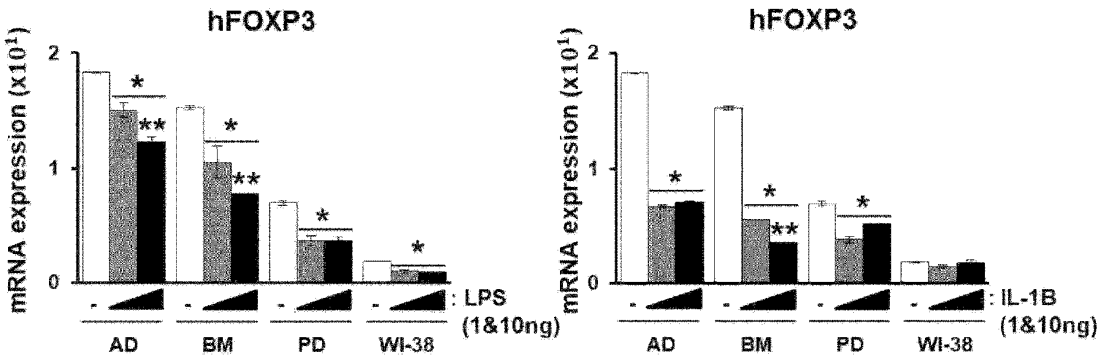 hFOXP3
mRNA expression (x10¹)
2
1
0
*
**
*
**
*
*
- - - - : LPS
(1&10ng)
AD BM PD WI-38
hFOXP3
mRNA expression (x10¹)
2
1
0
*
*
**
*
- - - - : IL-1B
(1&10ng)
AD BM PD WI-38